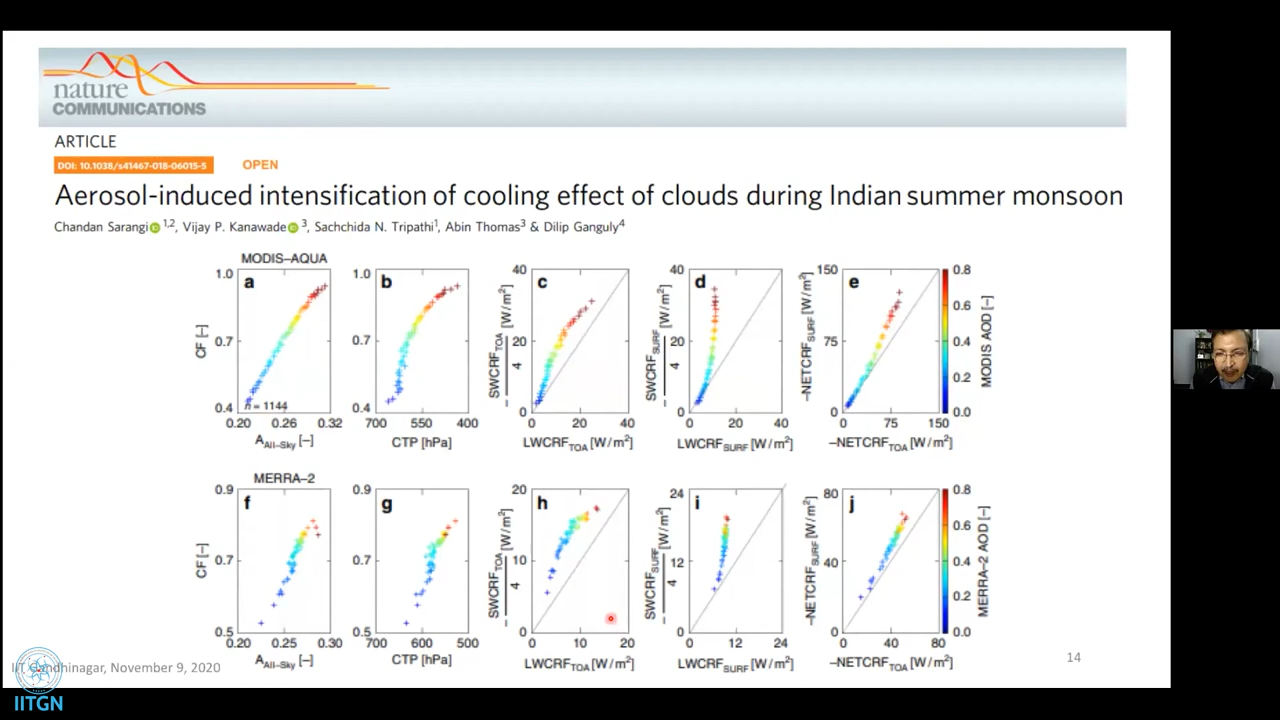 nature
COMMUNICATIONS
ARTICLE
DOI: 10.1038/s41467-018-06015-5 OPEN
Aerosol-induced intensification of cooling effect of clouds during Indian summer monsoon
Chandan Sarangi 1,2, Vijay P. Kanawade 3, Sachchida N. Tripathi1, Abin Thomas3 & Dilip Ganguly4
MODIS–AQUA
a
CF [–]
1.0
0.7
0.4
n = 1144
0.20 0.26 0.32
A All–Sky [–]
b
1.0
0.7
0.4
700 550 400
CTP [hPa]
c
– SWCRF TOA / 4 [W/m²]
40
20
0
0 20 40
LWCRF TOA [W/m²]
d
– SWCRF SURF / 4 [W/m²]
40
20
0
0 20 40
LWCRF SURF [W/m²]
e
–NETCRF SURF [W/m²]
150
75
0
0 75 150
–NETCRF TOA [W/m²]
0.8
0.6
0.4
0.2
0.0
MODIS AOD [–]
MERRA–2
f
CF [–]
0.9
0.7
0.5
0.20 0.25 0.30
A All–Sky [–]
g
0.9
0.7
0.5
700 600 500
CTP [hPa]
h
– SWCRF TOA / 4 [W/m²]
20
10
0
0 10 20
LWCRF TOA [W/m²]
i
– SWCRF SURF / 4 [W/m²]
24
12
0
0 12 24
LWCRF SURF [W/m²]
j
–NETCRF SURF [W/m²]
80
40
0
0 40 80
–NETCRF TOA [W/m²]
0.8
0.6
0.4
0.2
0.0
MERRA–2 AOD [–]
14
IIT Gandhinagar, November 9, 2020
IITGN